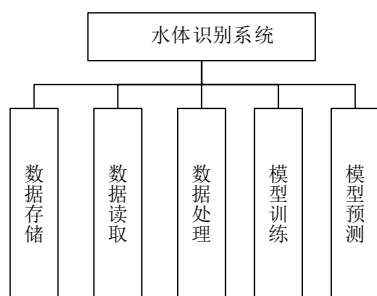 水体识别系统
数据存储
数据读取
数据处理
模型训练
模型预测